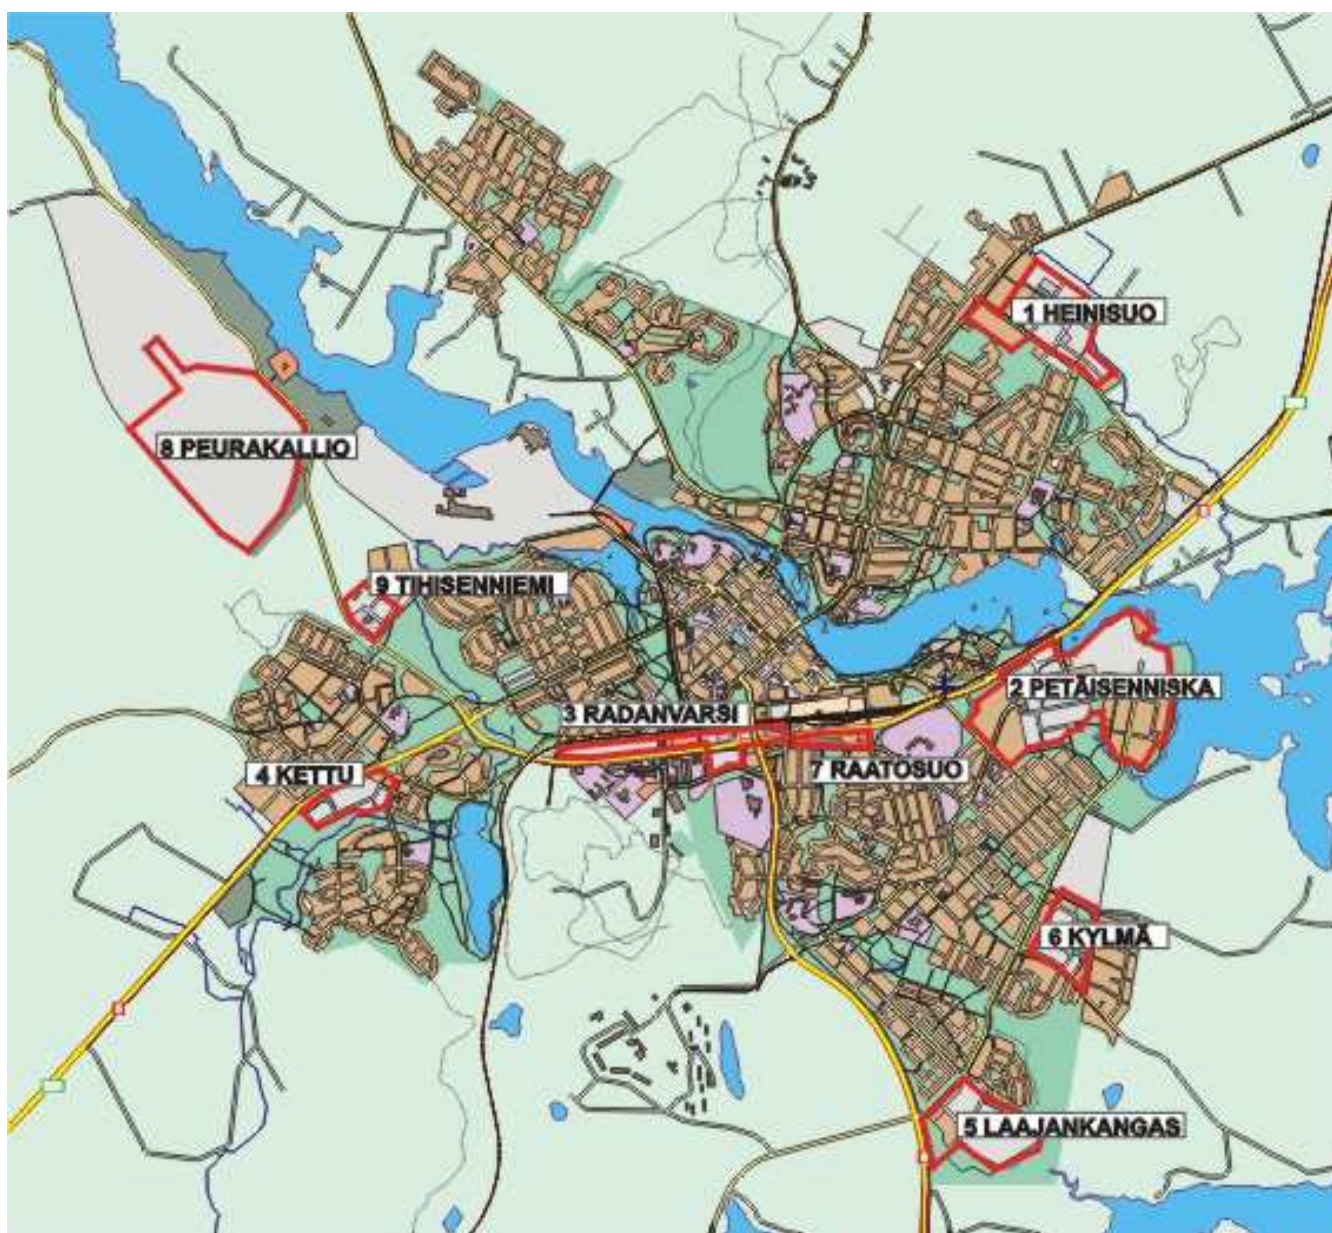 1 HEINISUO
8 PEURAKALLIO
9 TIHISENNIEMI
2 PETÄISENNISKA
3 RADANVARSI
4 KETTU
7 RAATOSUO
6 KYLMÄ
5 LAAJANKANGAS